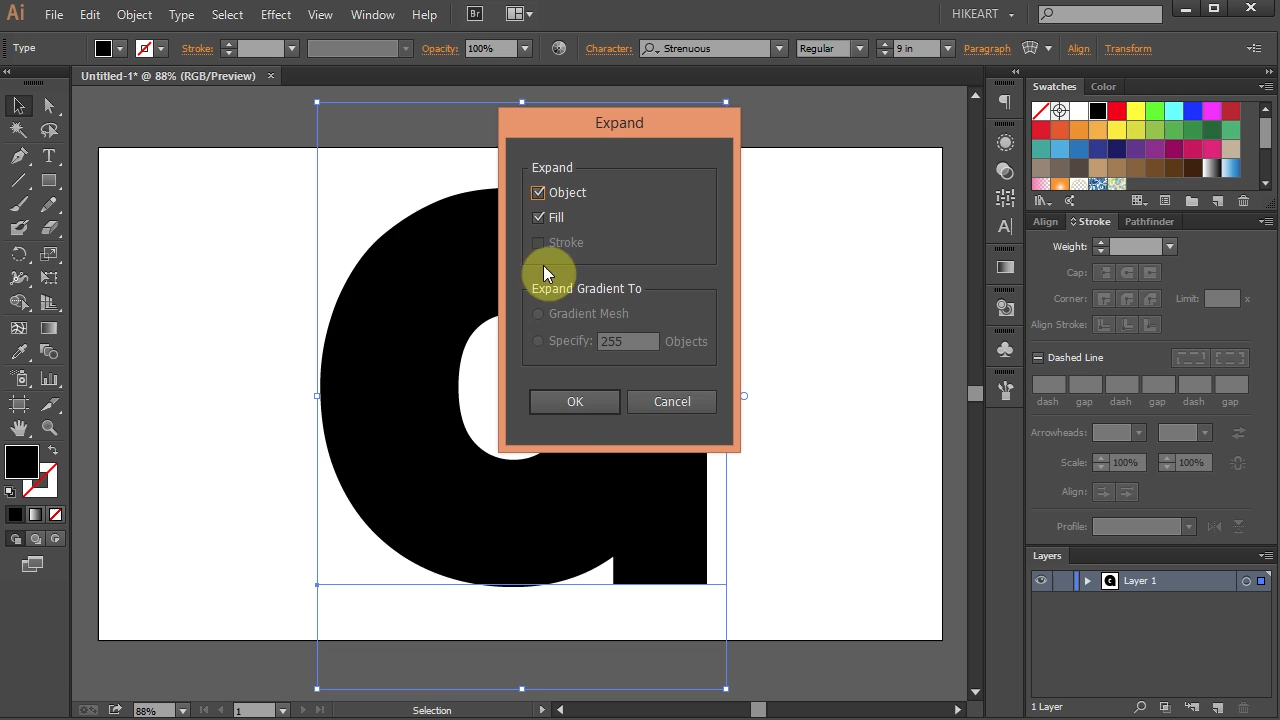 Ai File Edit Object Type Select Effect View Window Help Br HIKEART
Type Stroke: Opacity: 100% Character: Strenuous Regular 9 in Paragraph Align Transform
Untitled-1* @ 88% (RGB/Preview)
Expand
Expand
Object
Fill
Stroke
Expand Gradient To
Gradient Mesh
Specify: 255 Objects
OK Cancel
Swatches Color
Align Stroke Pathfinder
Weight:
Cap:
Corner: Limit: x
Align Stroke:
Dashed Line
dash gap dash gap dash gap
Arrowheads:
Scale: 100% 100%
Align:
Profile:
Layers
Layer 1
1 Layer
88% 1 Selection